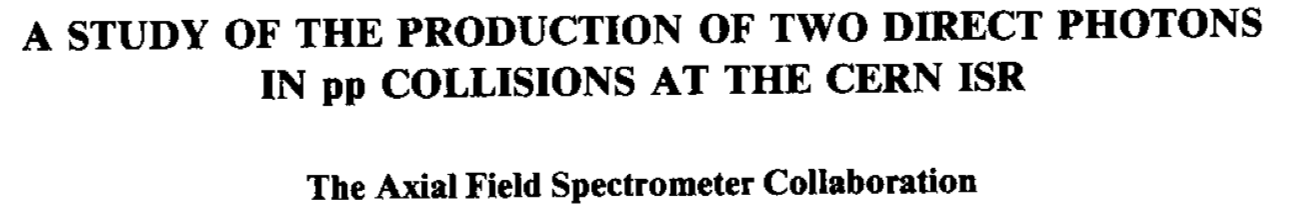 A STUDY OF THE PRODUCTION OF TWO DIRECT PHOTONS
IN pp COLLISIONS AT THE CERN ISR
The Axial Field Spectrometer Collaboration